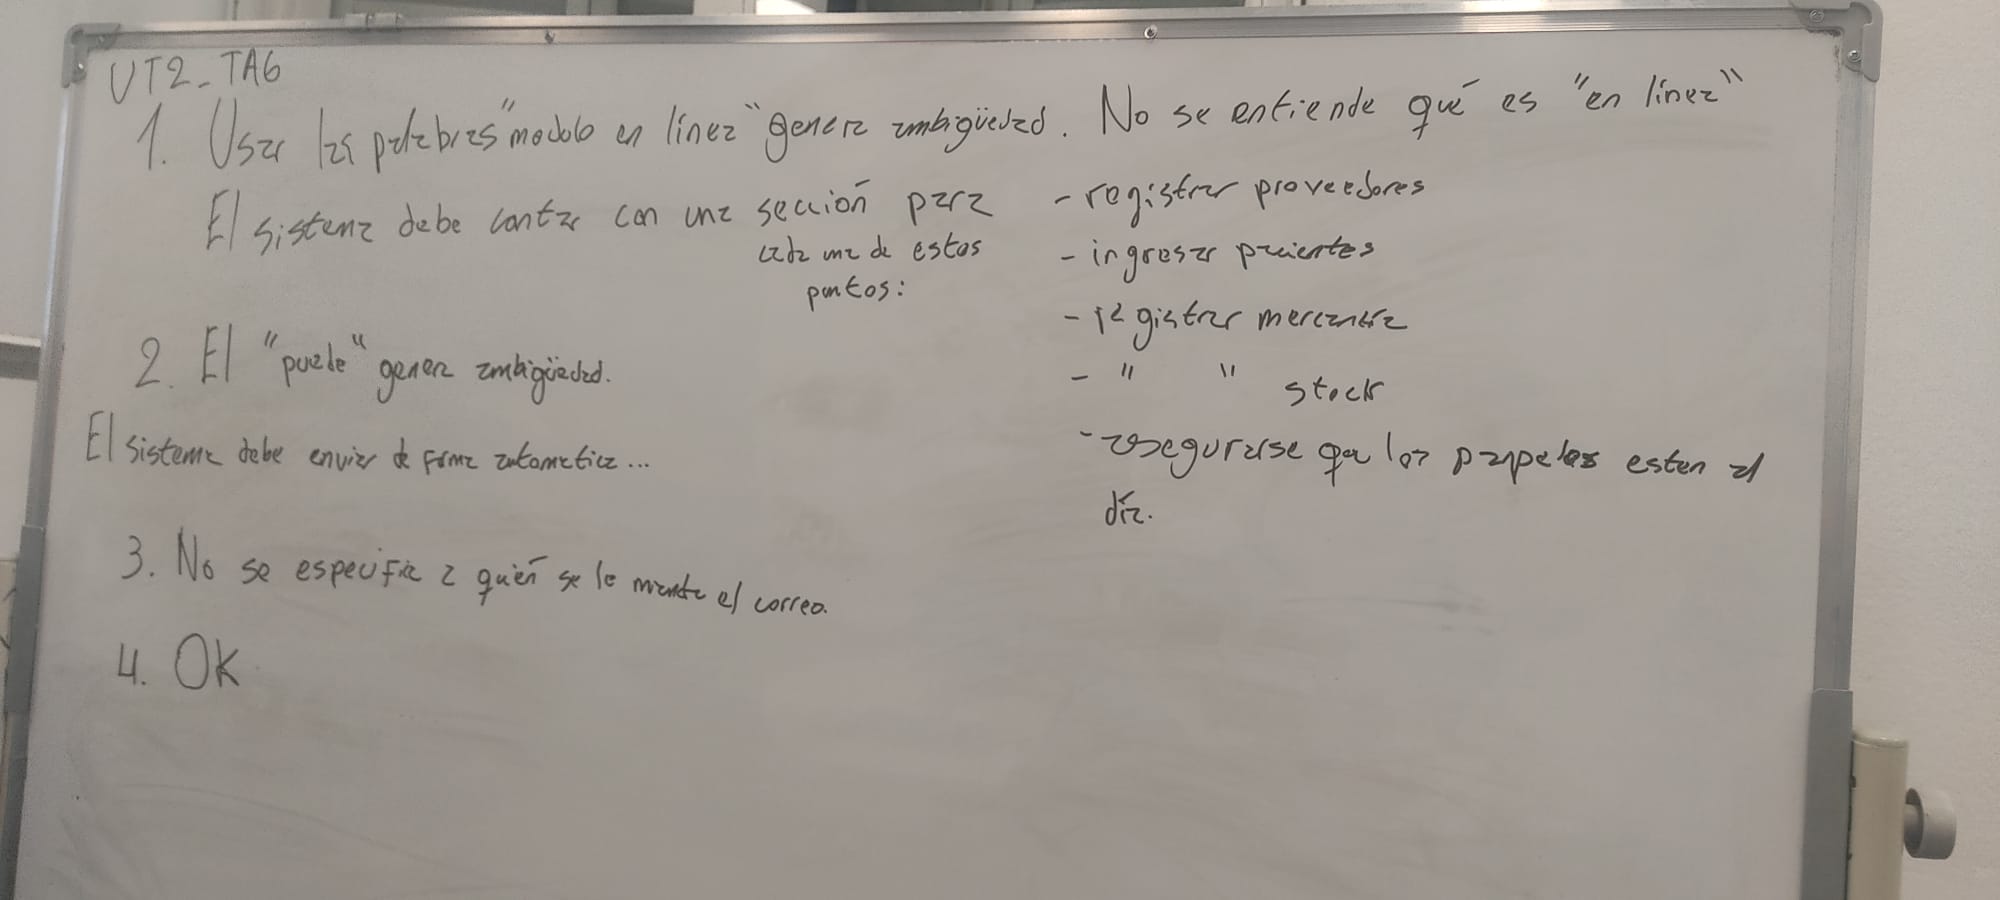 UT2_TA6
1. Usar las palabras "modulo en línea" genera ambigüedad. No se entiende qué es "en línea"
El sistema debe contar con una sección para
cada una de estos
puntos:
- registrar proveedores
- ingresar pacientes
- registrar mercancía
- " " stock
- asegurarse que los papeles esten al
día.
2. El "puede" genera ambigüedad.
El sistema debe enviar de forma automatica...
3. No se especifica a quién se le manda el correo.
4. OK